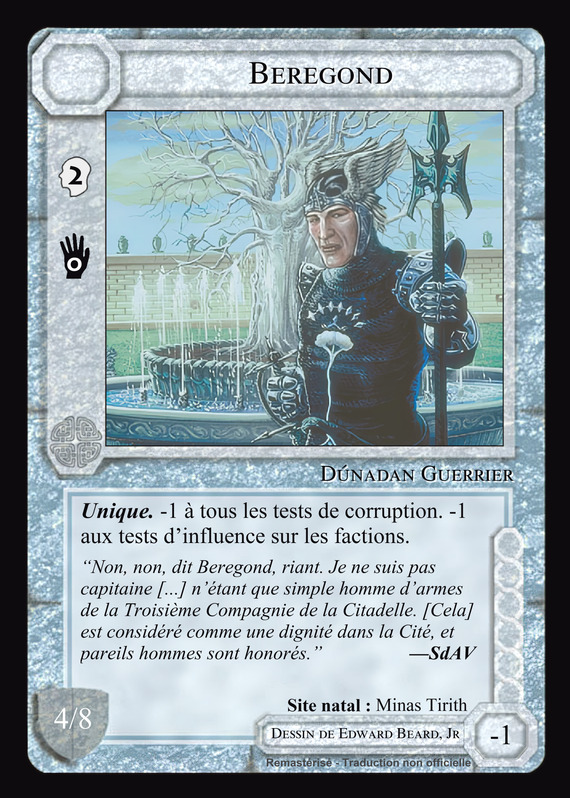 Beregond
2
0
Dúnadan Guerrier
Unique. -1 à tous les tests de corruption. -1
aux tests d’influence sur les factions.
“Non, non, dit Beregond, riant. Je ne suis pas
capitaine [...] n’étant que simple homme d’armes
de la Troisième Compagnie de la Citadelle. [Cela]
est considéré comme une dignité dans la Cité, et
pareils hommes sont honorés.” —SdAV
Site natal : Minas Tirith
4/8
Dessin de Edward Beard, Jr
-1
Remastérisé - Traduction non officielle